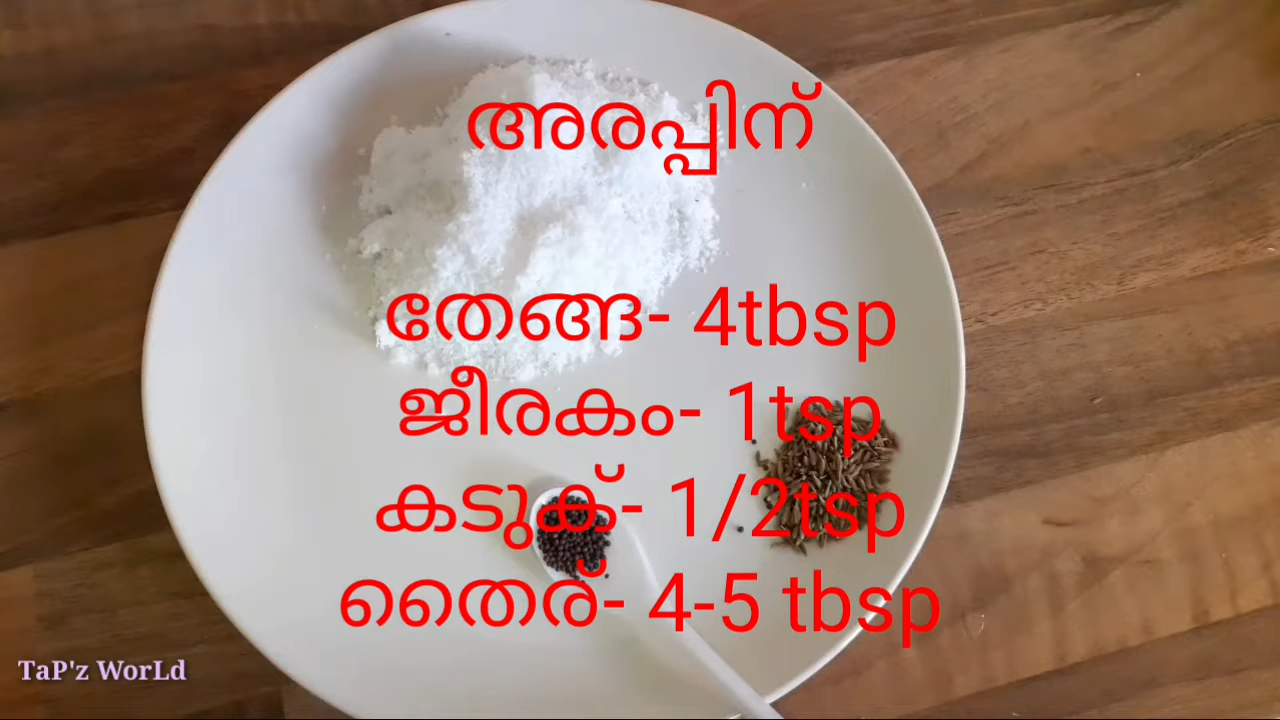 അരപ്പിന്
തേങ്ങ- 4tbsp
ജീരകം- 1tsp
കടുക്- 1/2tsp
തൈര്- 4-5 tbsp
TaP'z WorLd